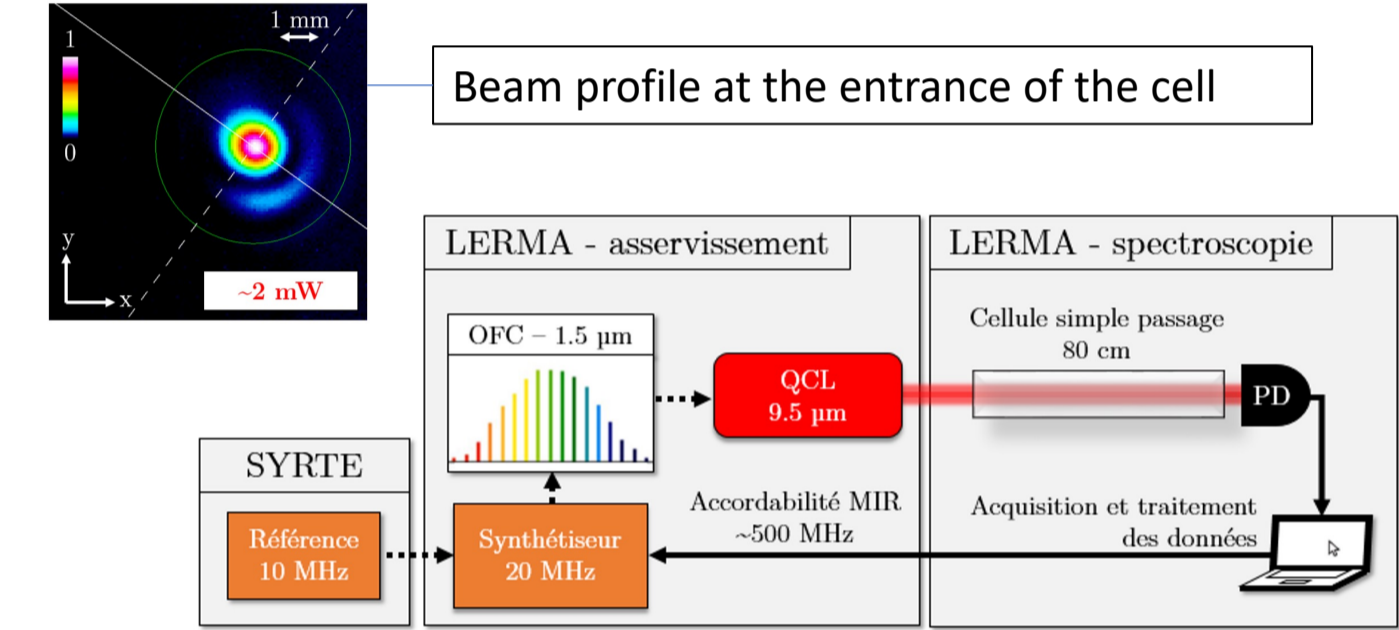 1 mm
1
0
y
x
~2 mW
Beam profile at the entrance of the cell
LERMA - asservissement
LERMA - spectroscopie
OFC – 1.5 µm
QCL
9.5 µm
Cellule simple passage
80 cm
PD
SYRTE
Référence
10 MHz
Synthétiseur
20 MHz
Accordabilité MIR
~500 MHz
Acquisition et traitement
des données